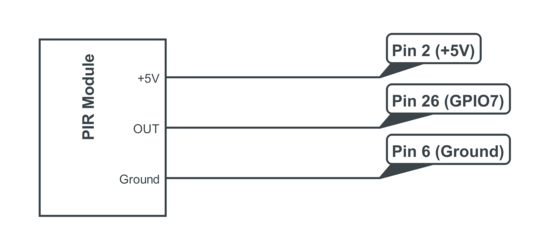 PIR Module
+5V
Pin 2 (+5V)
OUT
Pin 26 (GPIO7)
Ground
Pin 6 (Ground)